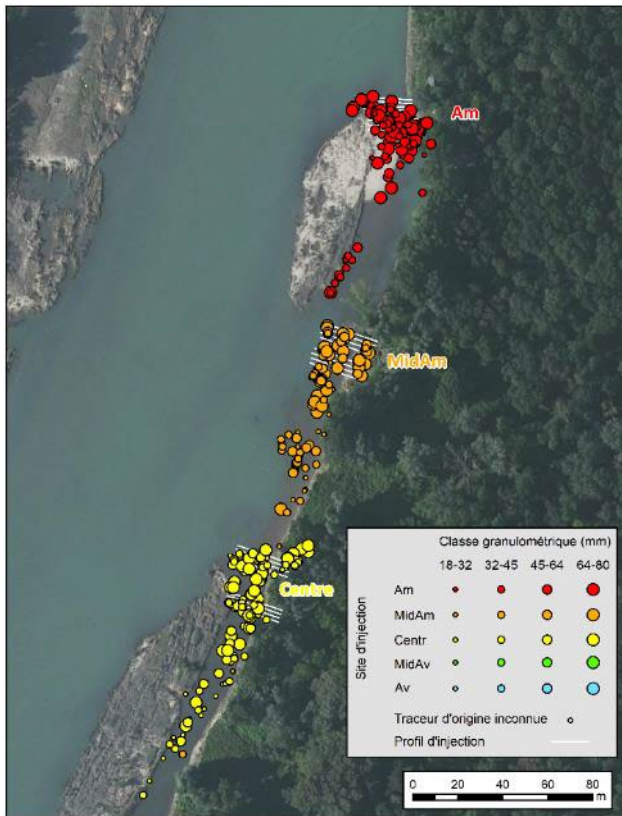 Am
MidAm
Centre
Classe granulométrique (mm)
18-32 32-45 45-64 64-80
Site d'injection
Am
MidAm
Centr
MidAv
Av
Traceur d'origine inconnue
Profil d'injection
0 20 40 60 80
m